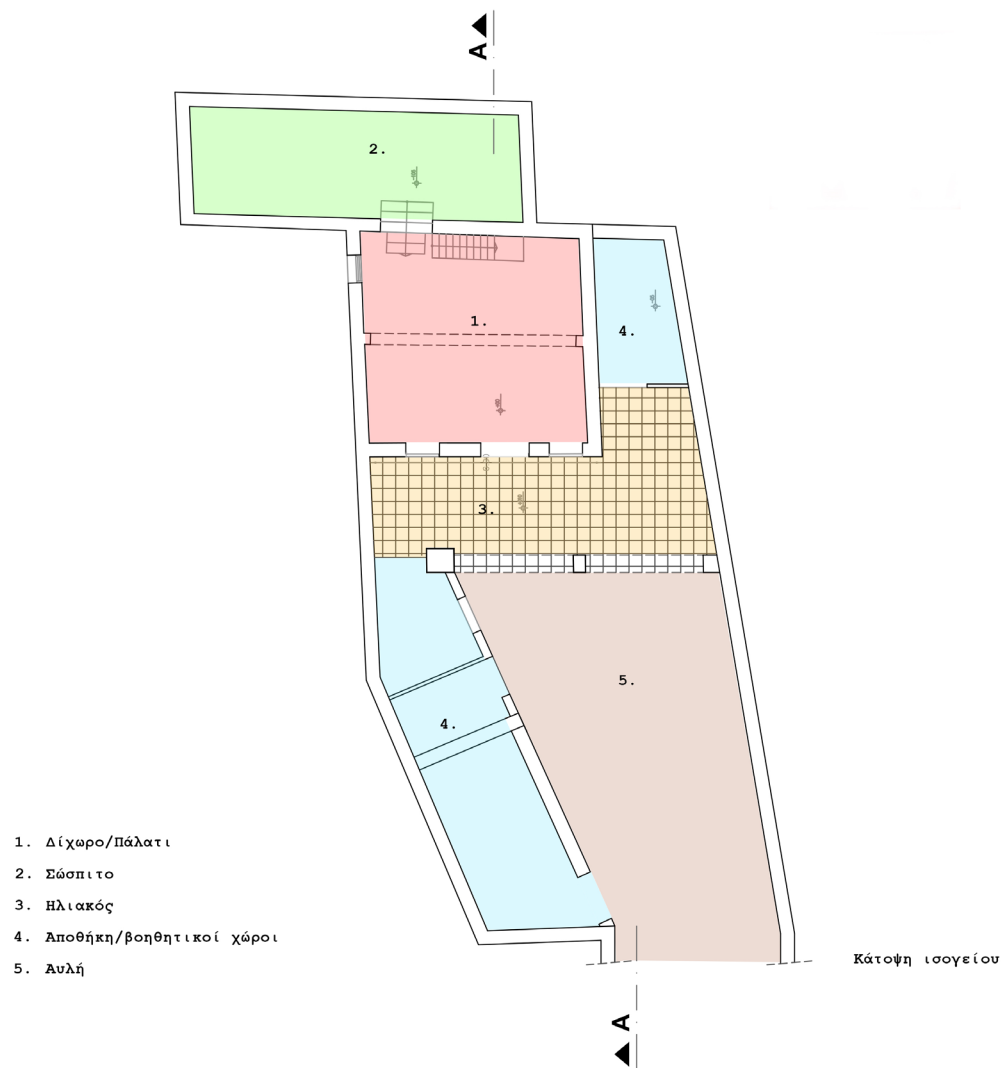 A
2.
1.
4.
3.
5.
4.
1. Δίχωρο/Πάλατι
2. Σώσπιτο
3. Ηλιακός
4. Αποθήκη/βοηθητικοί χώροι
5. Αυλή
Κάτοψη ισογείου
A